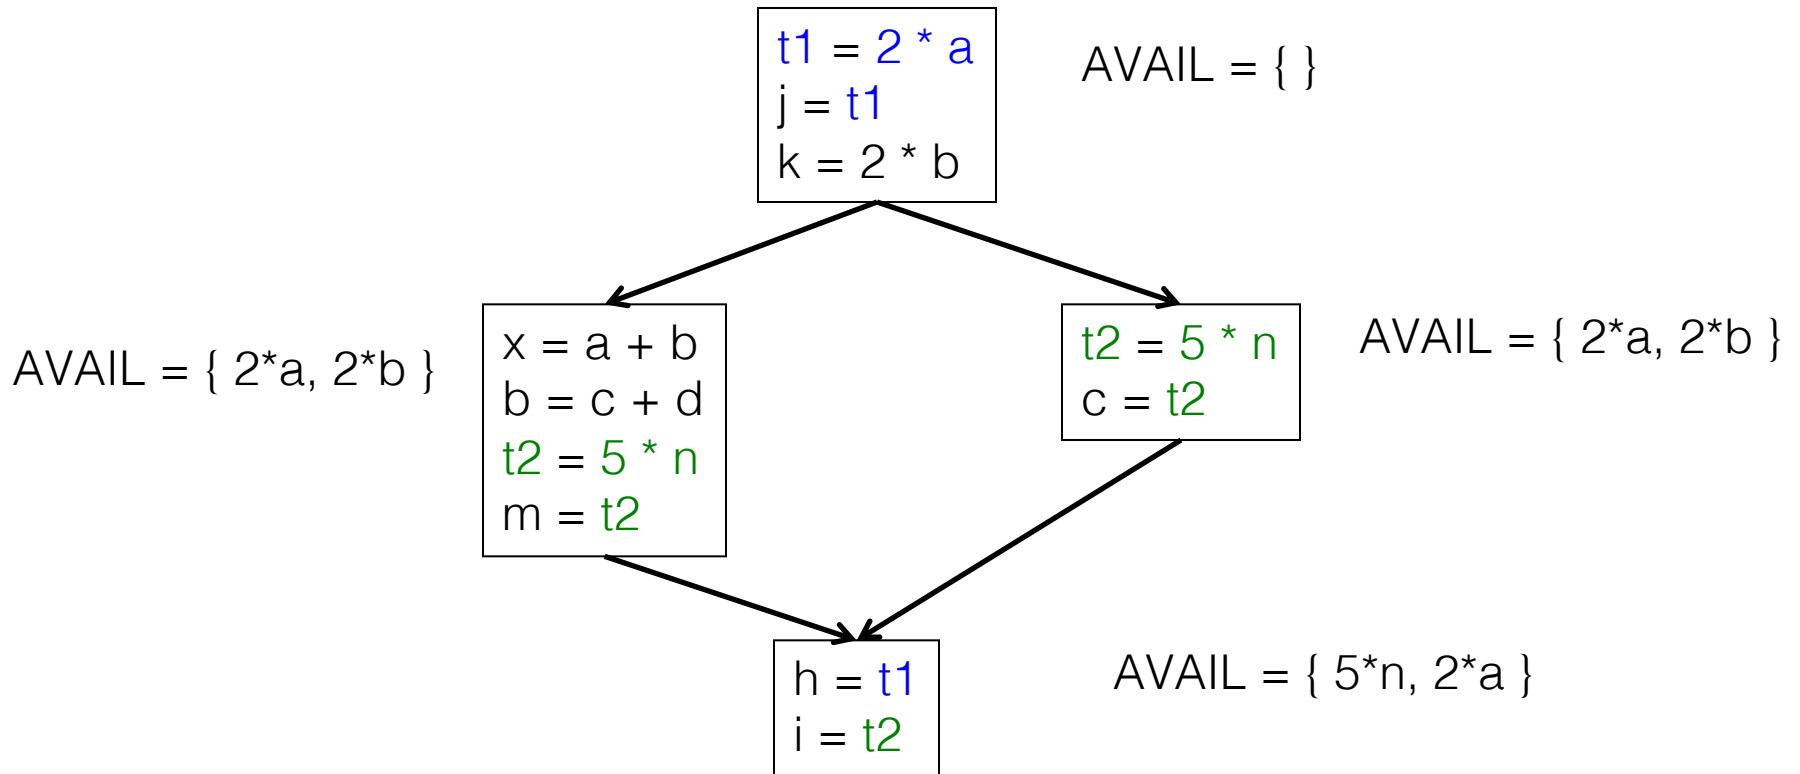 t1 = 2 * a
j = t1
k = 2 * b
AVAIL = { }
AVAIL = { 2*a, 2*b }
x = a + b
b = c + d
t2 = 5 * n
m = t2
t2 = 5 * n
c = t2
AVAIL = { 2*a, 2*b }
h = t1
i = t2
AVAIL = { 5*n, 2*a }